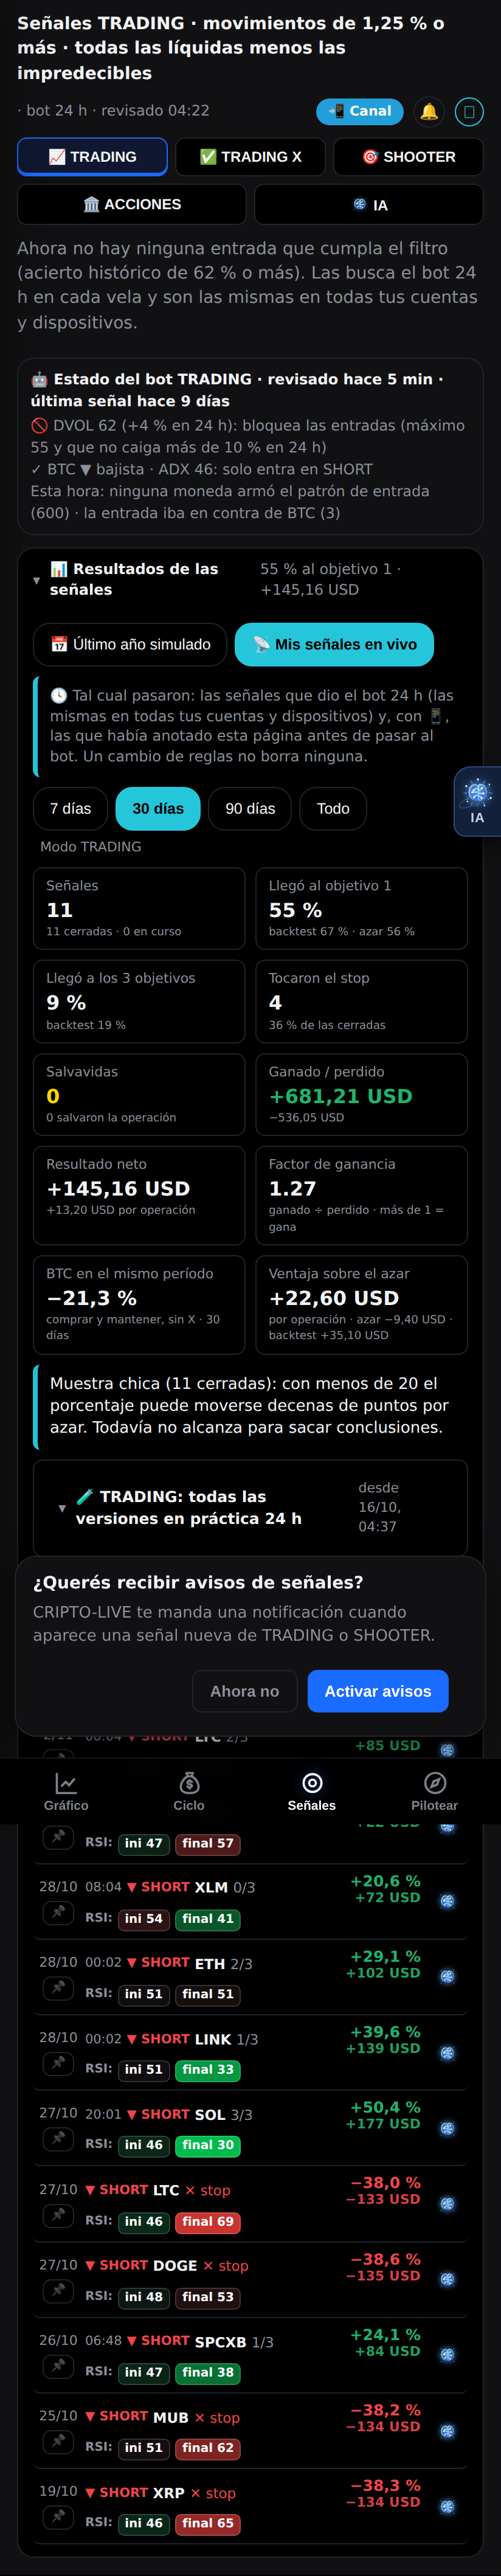 Señales TRADING · movimientos de 1,25 % o
más · todas las líquidas menos las
impredecibles
· bot 24 h · revisado 04:22
📲 Canal
🔔
📈 TRADING
✅ TRADING X
🎯 SHOOTER
🏛️ ACCIONES
IA
Ahora no hay ninguna entrada que cumpla el filtro
(acierto histórico de 62 % o más). Las busca el bot 24
h en cada vela y son las mismas en todas tus cuentas
y dispositivos.
🤖 Estado del bot TRADING · revisado hace 5 min ·
última señal hace 9 días
🚫 DVOL 62 (+4 % en 24 h): bloquea las entradas (máximo
55 y que no caiga más de 10 % en 24 h)
✓ BTC ▼ bajista · ADX 46: solo entra en SHORT
Esta hora: ninguna moneda armó el patrón de entrada
(600) · la entrada iba en contra de BTC (3)
▼ 📊 Resultados de las
señales
55 % al objetivo 1 ·
+145,16 USD
📅 Último año simulado
📡 Mis señales en vivo
🕓 Tal cual pasaron: las señales que dio el bot 24 h (las
mismas en todas tus cuentas y dispositivos) y, con 📱,
las que había anotado esta página antes de pasar al
bot. Un cambio de reglas no borra ninguna.
IA
7 días
30 días
90 días
Todo
Modo TRADING
Señales
11
11 cerradas · 0 en curso
Llegó al objetivo 1
55 %
backtest 67 % · azar 56 %
Llegó a los 3 objetivos
9 %
backtest 19 %
Tocaron el stop
4
36 % de las cerradas
Salvavidas
0
0 salvaron la operación
Ganado / perdido
+681,21 USD
−536,05 USD
Resultado neto
+145,16 USD
+13,20 USD por operación
Factor de ganancia
1.27
ganado ÷ perdido · más de 1 =
gana
BTC en el mismo período
−21,3 %
comprar y mantener, sin X · 30
días
Ventaja sobre el azar
+22,60 USD
por operación · azar −9,40 USD ·
backtest +35,10 USD
Muestra chica (11 cerradas): con menos de 20 el
porcentaje puede moverse decenas de puntos por
azar. Todavía no alcanza para sacar conclusiones.
▼ 🧪 TRADING: todas las
versiones en práctica 24 h
desde
16/10,
04:37
¿Querés recibir avisos de señales?
CRIPTO-LIVE te manda una notificación cuando
aparece una señal nueva de TRADING o SHOOTER.
Ahora no
Activar avisos
2/11 00:04 ▼ SHORT LTC 2/3
+85 USD
Gráfico
Ciclo
Señales
Pilotear
+22 USD
📌 RSI: ini 47 final 57
28/10 08:04 ▼ SHORT XLM 0/3 +20,6 %
+72 USD
📌 RSI: ini 54 final 41
28/10 00:02 ▼ SHORT ETH 2/3 +29,1 %
+102 USD
📌 RSI: ini 51 final 51
28/10 00:02 ▼ SHORT LINK 1/3 +39,6 %
+139 USD
📌 RSI: ini 51 final 33
27/10 20:01 ▼ SHORT SOL 3/3 +50,4 %
+177 USD
📌 RSI: ini 46 final 30
27/10 ▼ SHORT LTC ✕ stop −38,0 %
−133 USD
📌 RSI: ini 46 final 69
27/10 ▼ SHORT DOGE ✕ stop −38,6 %
−135 USD
📌 RSI: ini 48 final 53
26/10 06:48 ▼ SHORT SPCXB 1/3 +24,1 %
+84 USD
📌 RSI: ini 47 final 38
25/10 ▼ SHORT MUB ✕ stop −38,2 %
−134 USD
📌 RSI: ini 51 final 62
19/10 ▼ SHORT XRP ✕ stop −38,3 %
−134 USD
📌 RSI: ini 46 final 65